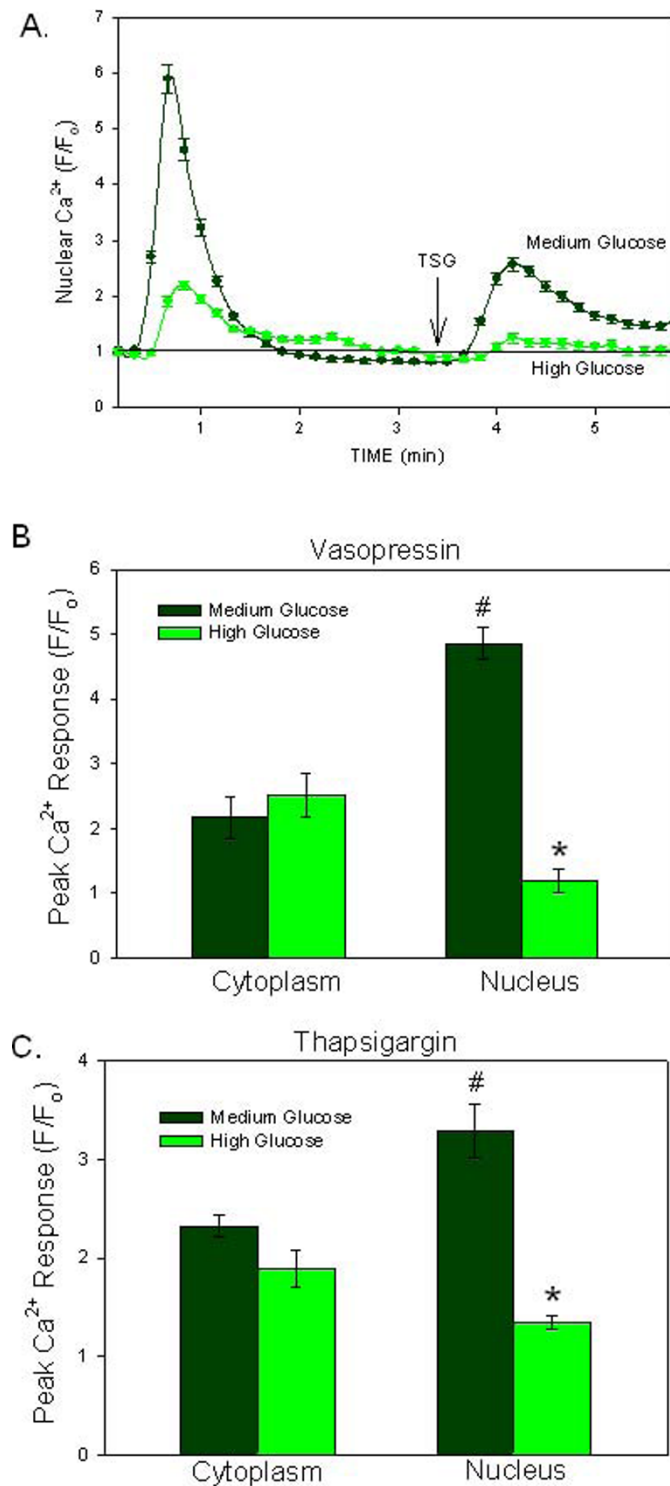 A.
7
6
5
4
3
2
1
0
Nuclear Ca²⁺ (F/Fₒ)
TSG
Medium Glucose
High Glucose
1 2 3 4 5
TIME (min)
B
Vasopressin
6
5
4
3
2
1
0
Peak Ca²⁺ Response (F/Fₒ)
Medium Glucose
High Glucose
#
*
Cytoplasm Nucleus
C.
Thapsigargin
4
3
2
1
0
Peak Ca²⁺ Response (F/Fₒ)
Medium Glucose
High Glucose
#
*
Cytoplasm Nucleus